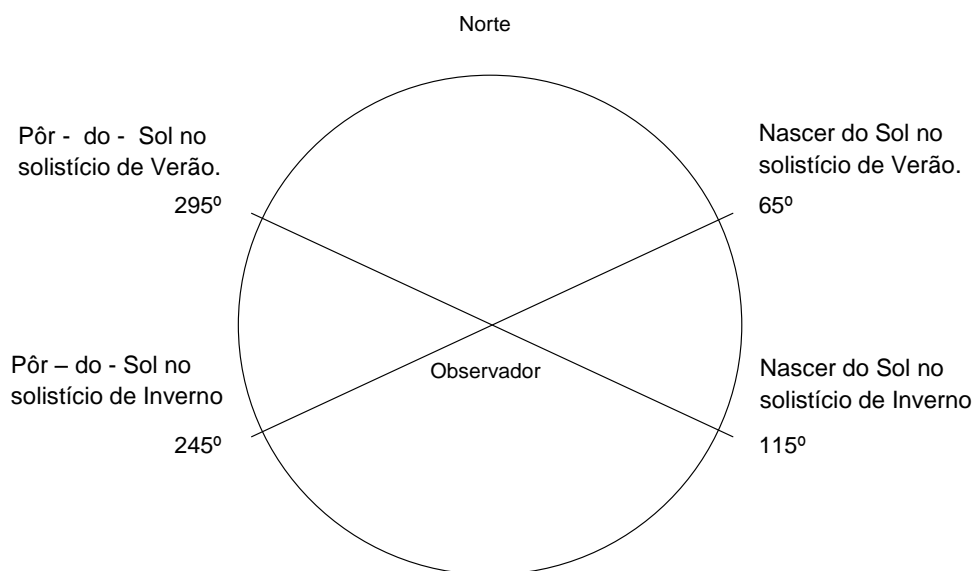 Norte
Pôr - do - Sol no
solistício de Verão.
295º
Nascer do Sol no
solistício de Verão.
65º
Pôr – do - Sol no
solistício de Inverno
245º
Observador
Nascer do Sol no
solistício de Inverno
115º